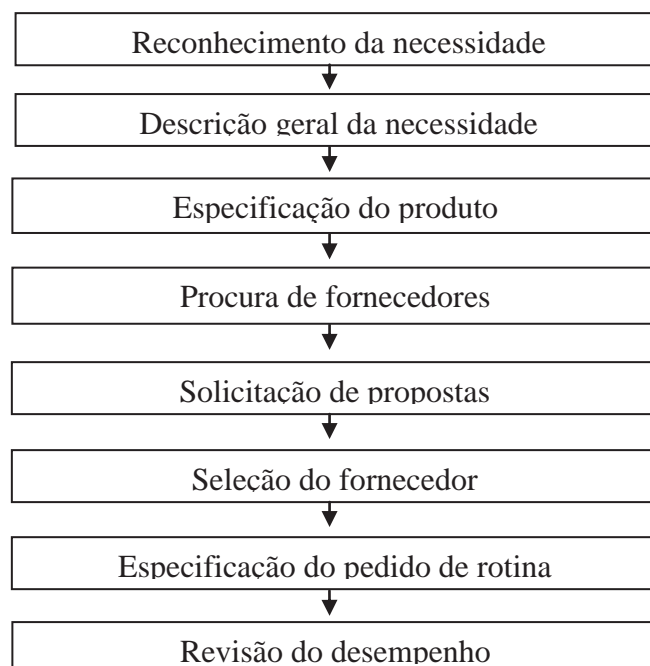 Reconhecimento da necessidade
Descrição geral da necessidade
Especificação do produto
Procura de fornecedores
Solicitação de propostas
Seleção do fornecedor
Especificação do pedido de rotina
Revisão do desempenho